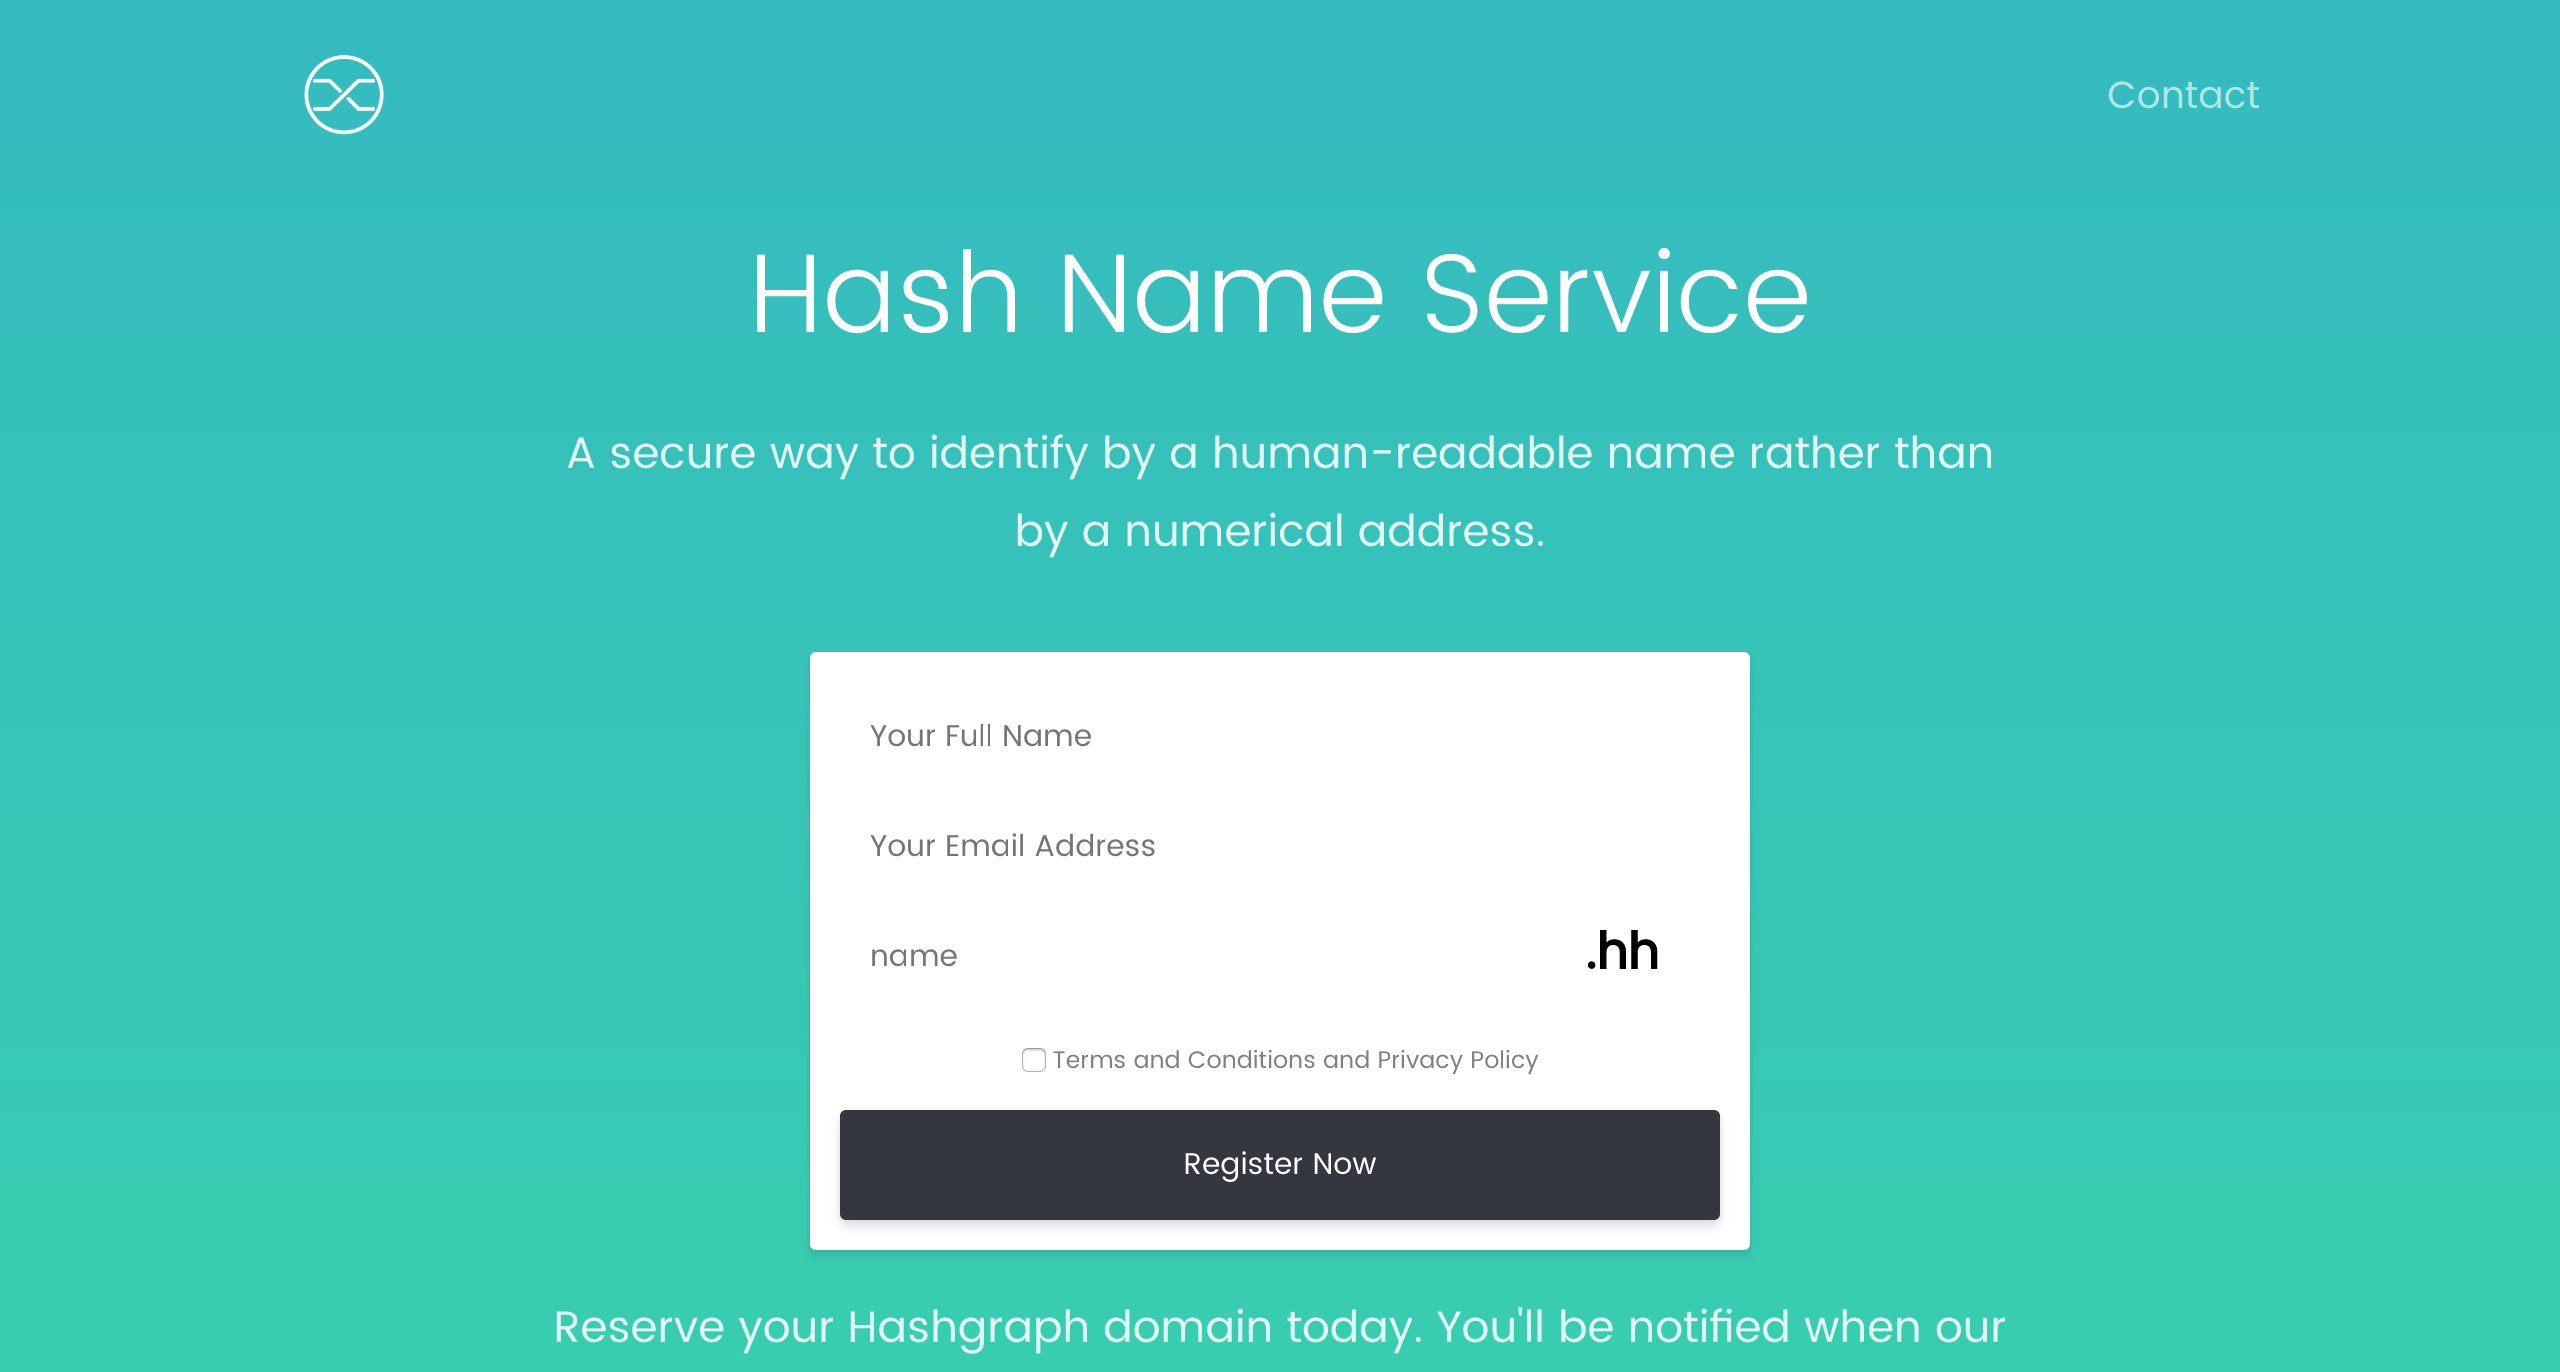 Contact
Hash Name Service
A secure way to identify by a human-readable name rather than
by a numerical address.
Your Full Name
Your Email Address
name
.hh
Terms and Conditions and Privacy Policy
Register Now
Reserve your Hashgraph domain today. You'll be notified when our